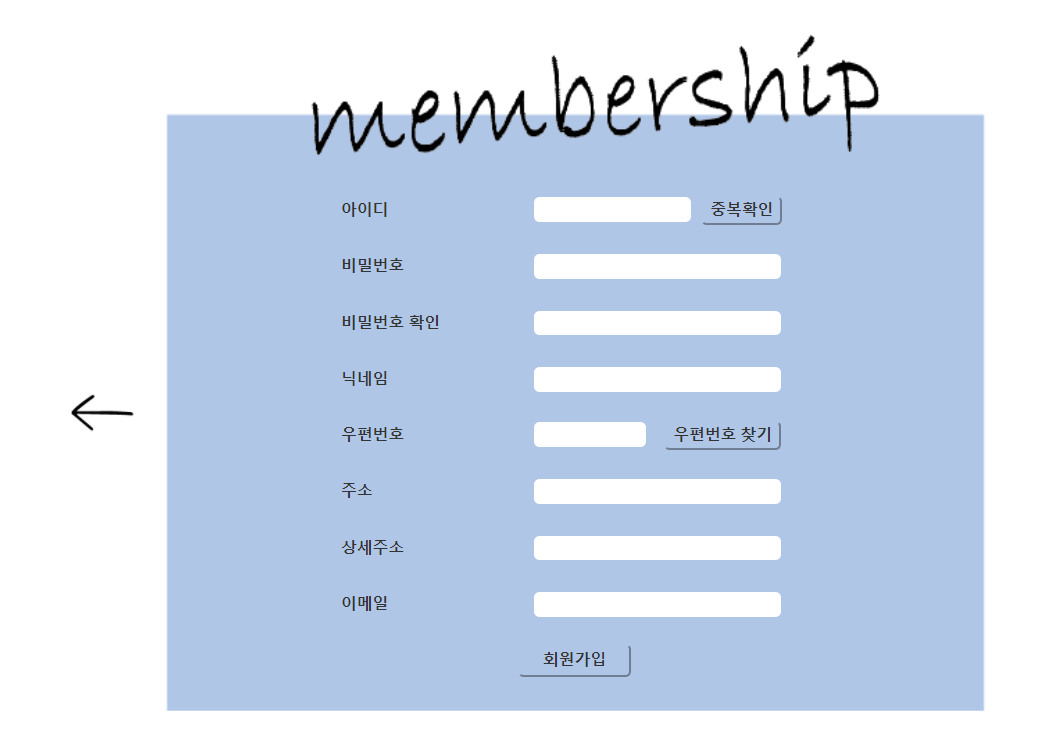 membership
아이디 중복확인
비밀번호
비밀번호 확인
닉네임
우편번호 우편번호 찾기
주소
상세주소
이메일
회원가입